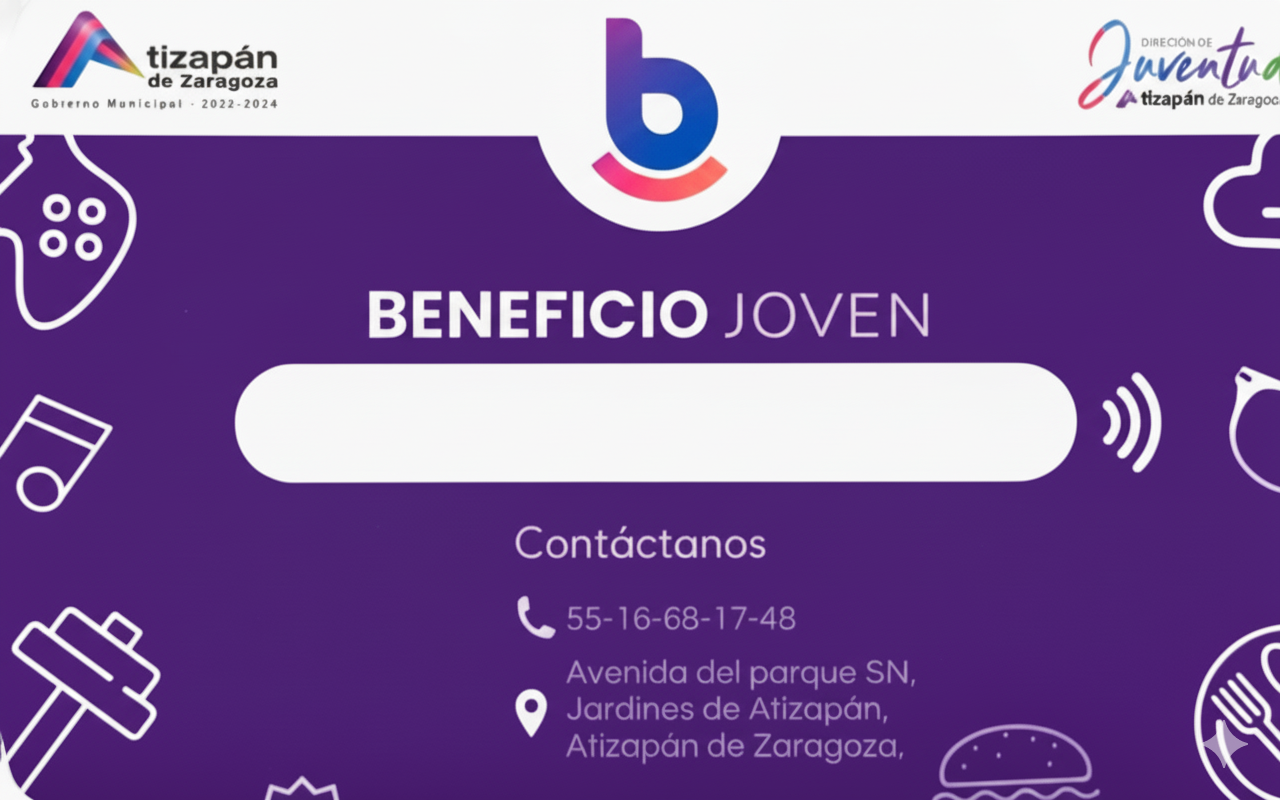 Atizapán
de Zaragoza
Gobierno Municipal · 2022-2024
b
DIRECIÓN DE
Juventud
Atizapán de Zaragoz
BENEFICIO JOVEN
Contáctanos
55-16-68-17-48
Avenida del parque SN,
Jardines de Atizapán,
Atizapán de Zaragoza,